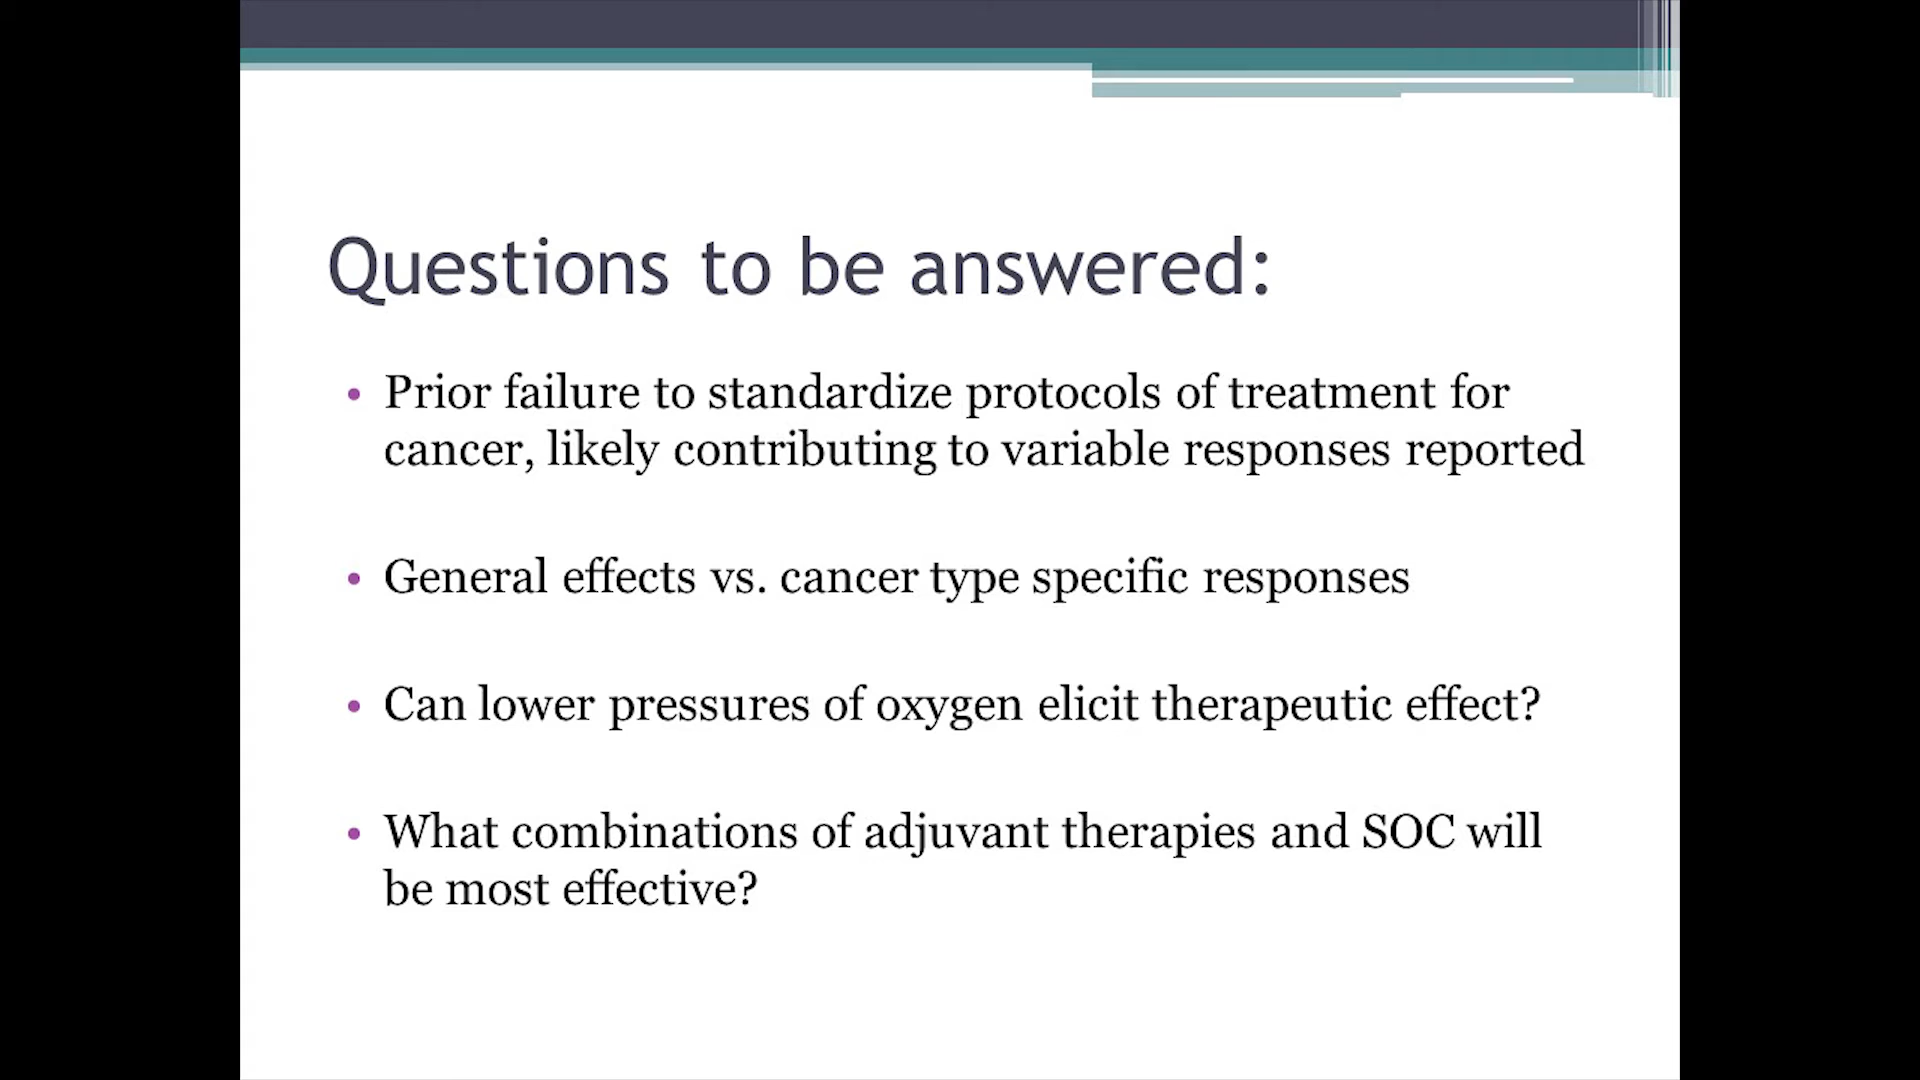 Questions to be answered:
• Prior failure to standardize protocols of treatment for
cancer, likely contributing to variable responses reported
• General effects vs. cancer type specific responses
• Can lower pressures of oxygen elicit therapeutic effect?
• What combinations of adjuvant therapies and SOC will
be most effective?